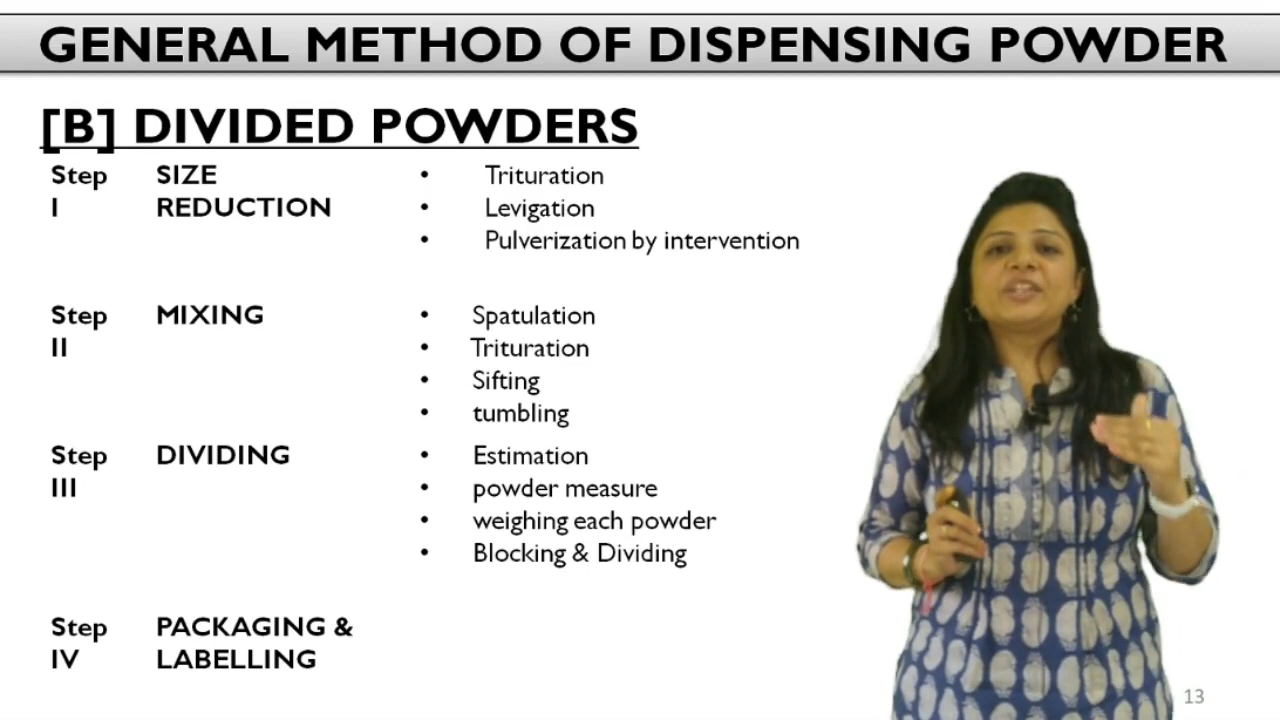 GENERAL METHOD OF DISPENSING POWDER
[B] DIVIDED POWDERS
Step I SIZE REDUCTION
• Trituration
• Levigation
• Pulverization by intervention
Step II MIXING
• Spatulation
• Trituration
• Sifting
• tumbling
Step III DIVIDING
• Estimation
• powder measure
• weighing each powder
• Blocking & Dividing
Step IV PACKAGING & LABELLING
13